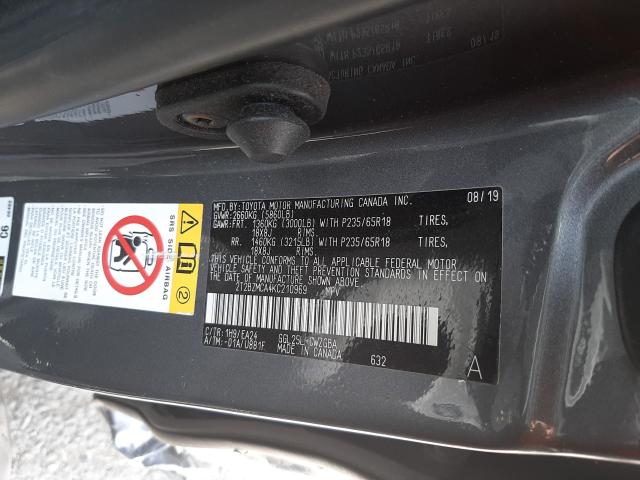 MFD.BY:TOYOTA MOTOR MANUFACTURING CANADA INC. 08/19
GVWR:2660KG (5860LB)
GAWR:FRT. 1360KG (3000LB) WITH P235/65R18 TIRES,
18X8J
RR. 1460KG (3215LB) WITH P235/65R18 TIRES,
18X8J
THIS VEHICLE CONFORMS TO ALL APPLICABLE FEDERAL MOTOR
VEHICLE SAFETY AND THEFT PREVENTION STANDARDS IN EFFECT ON
THE DATE OF MANUFACTURE SHOWN ABOVE.
2T2BZMCA4KC210969 MPV
C/TR: 1H9/EA24 GGL25L-CWZGBA
A/TM: -01A/U881F MADE IN CANADA
632 A
SRS SIDE AIRBAG
2